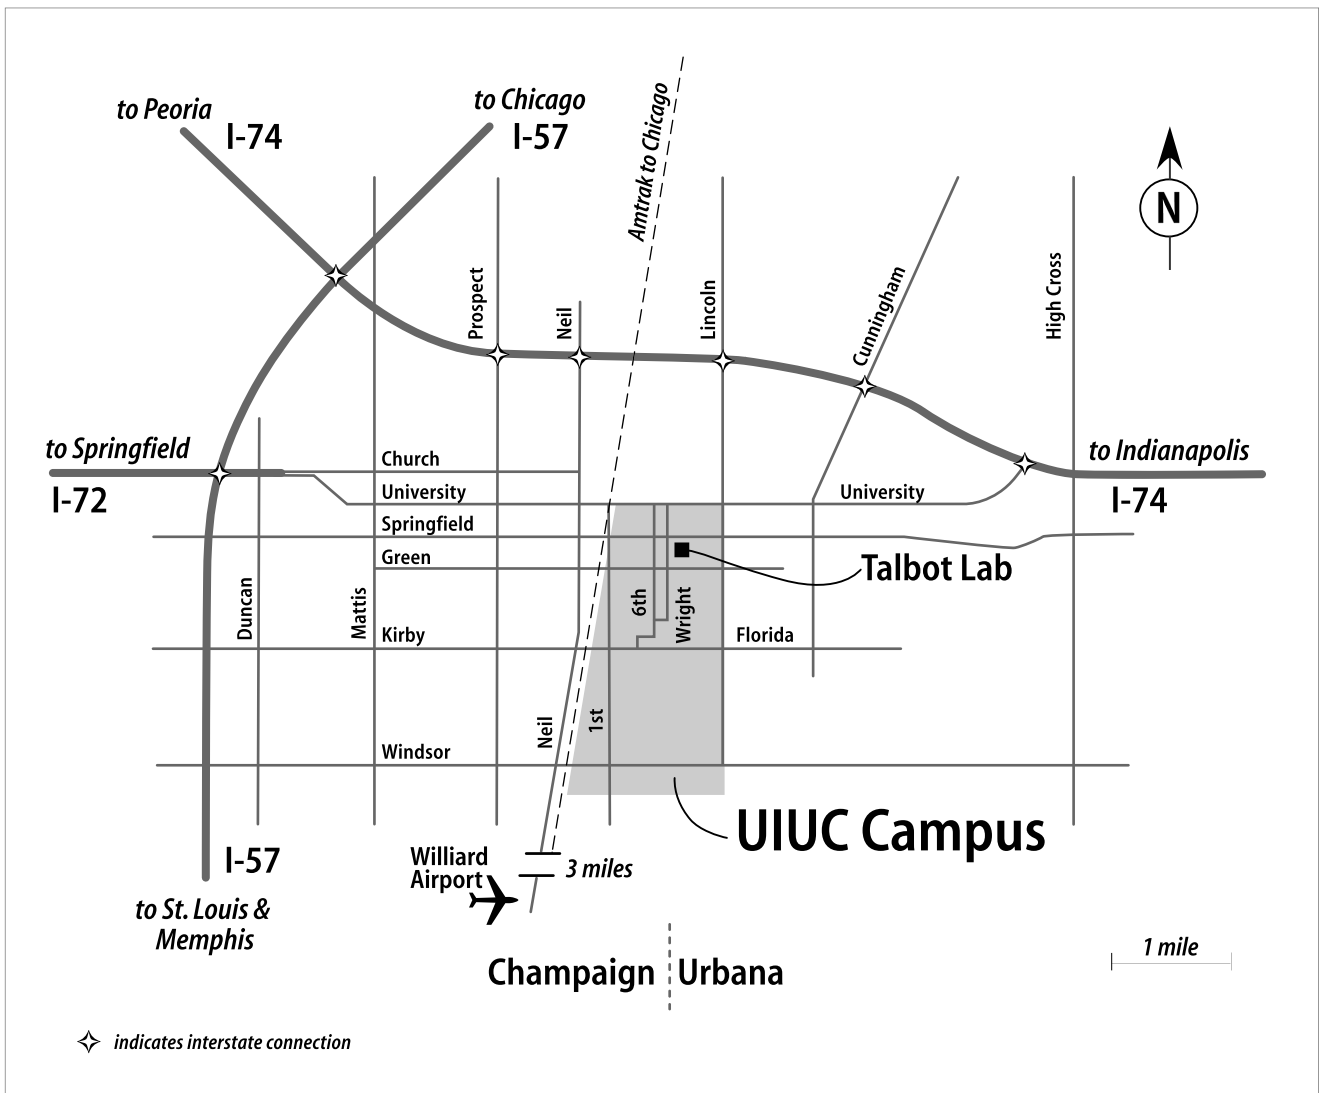 to Peoria
I-74
to Chicago
I-57
Amtrak to Chicago
N
Prospect
Neil
Lincoln
Cunningham
High Cross
to Springfield
I-72
Church
University
University
to Indianapolis
I-74
Springfield
Green
Talbot Lab
Duncan
Mattis
6th
Wright
Kirby
Florida
Neil
1st
Windsor
UIUC Campus
I-57
Williard
Airport
3 miles
to St. Louis &
Memphis
1 mile
Champaign
Urbana
indicates interstate connection